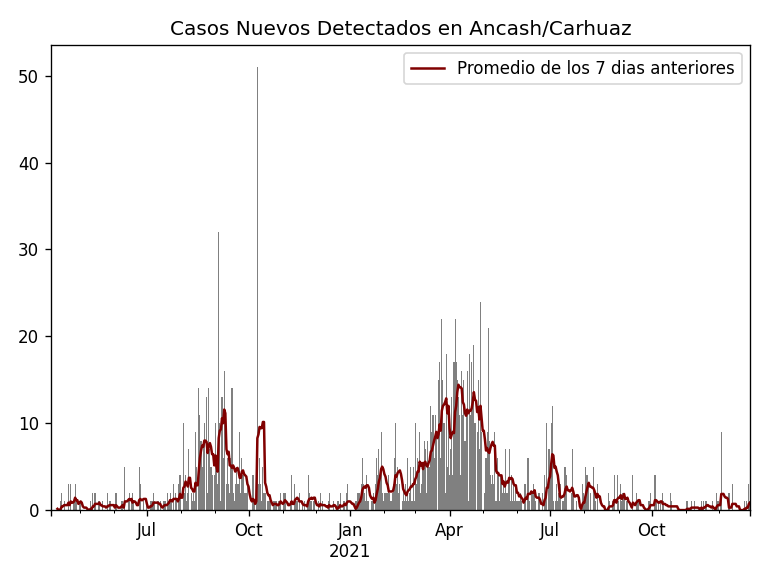 Casos Nuevos Detectados en Ancash/Carhuaz
Promedio de los 7 dias anteriores
50
40
30
20
10
0
Jul Oct Jan Apr Jul Oct
2021